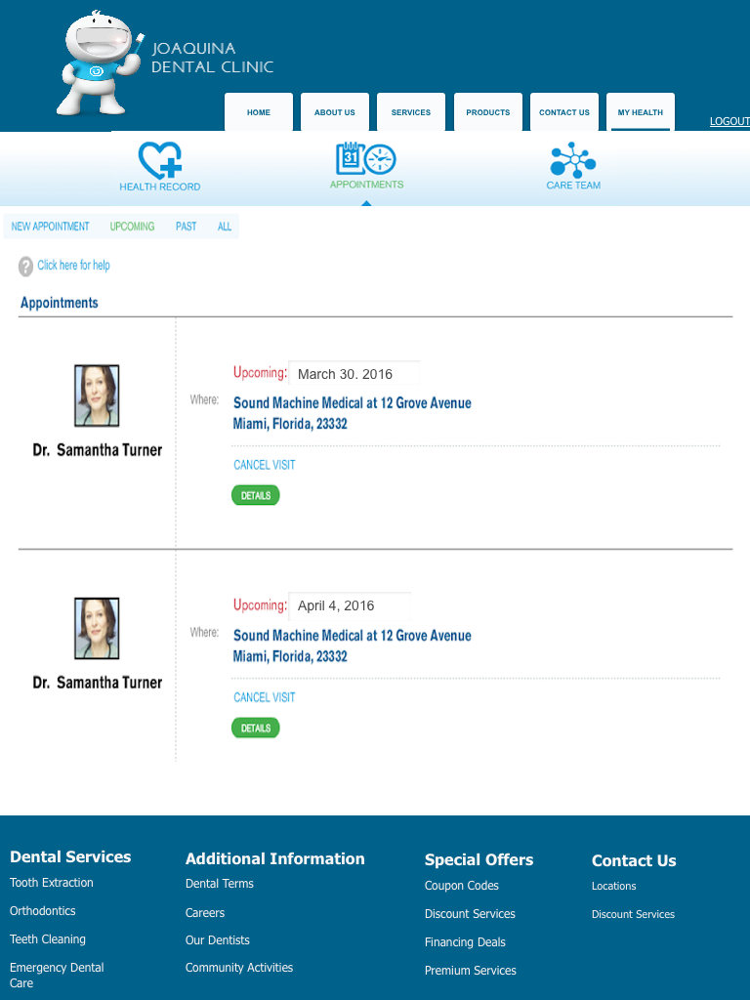 JOAQUINA
DENTAL CLINIC
HOME
ABOUT US
SERVICES
PRODUCTS
CONTACT US
MY HEALTH
LOGOUT
HEALTH RECORD
31
APPOINTMENTS
CARE TEAM
NEW APPOINTMENT
UPCOMING
PAST
ALL
? Click here for help
Appointments
Upcoming: March 30. 2016
Where: Sound Machine Medical at 12 Grove Avenue
Miami, Florida, 23332
Dr. Samantha Turner
CANCEL VISIT
DETAILS
Upcoming: April 4, 2016
Where: Sound Machine Medical at 12 Grove Avenue
Miami, Florida, 23332
Dr. Samantha Turner
CANCEL VISIT
DETAILS
Dental Services
Tooth Extraction
Orthodontics
Teeth Cleaning
Emergency Dental
Care
Additional Information
Dental Terms
Careers
Our Dentists
Community Activities
Special Offers
Coupon Codes
Discount Services
Financing Deals
Premium Services
Contact Us
Locations
Discount Services